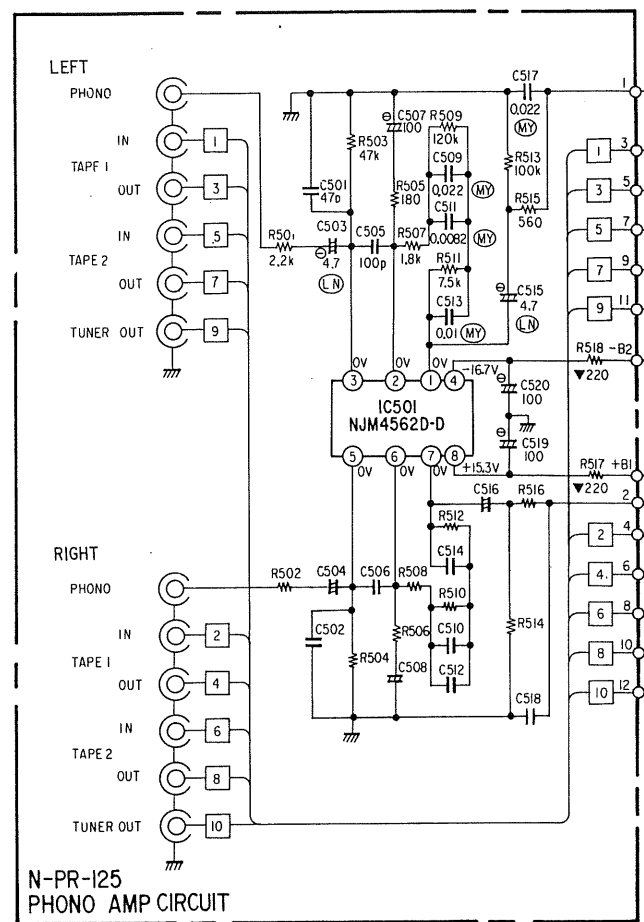 LEFT
PHONO
IN 1
TAPE 1
OUT 3
IN 5
TAPE 2
OUT 7
TUNER OUT 9
R501
2.2k
C503
⊖ 4.7
LN
C501
47p
R503
47k
C505
100p
⊖ C507
100
R505
180
R507
1.8k
R509
120k
C509
0.022 MY
C511
0.0082 MY
R511
7.5k
C513
0.01 MY
C517
0.022
MY
R513
100k
R515
560
⊖ C515
4.7
LN
1
1 3
3 5
5 7
7 9
9 11
0V 0V 0V -16.7V
3 2 1 4
IC501
NJM4562D-D
5 6 7 8
0V 0V 0V +15.3V
⊖ C520
100
⊖ C519
100
R518 -B2
▼220
R517 +B1
▼220
2
C516 R516
R512
C514
R508
R510
C510
C512
R506
C508
C506
C504
R502
C502
R504
R514
C518
2 4
4. 6
6 8
8 10
10 12
RIGHT
PHONO
IN 2
TAPE 1
OUT 4
IN 6
TAPE 2
OUT 8
TUNER OUT 10
N-PR-125
PHONO AMP CIRCUIT